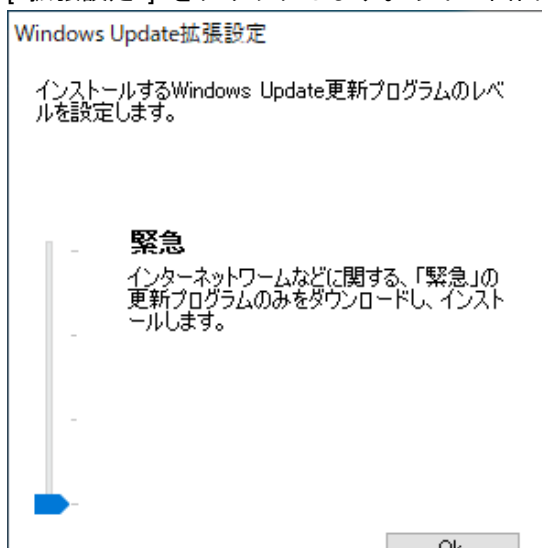 Windows Update拡張設定
インストールするWindows Update更新プログラムのレベ
ルを設定します。
緊急
インターネットワームなどに関する、「緊急」の
更新プログラムのみをダウンロードし、インスト
ールします。
Ok